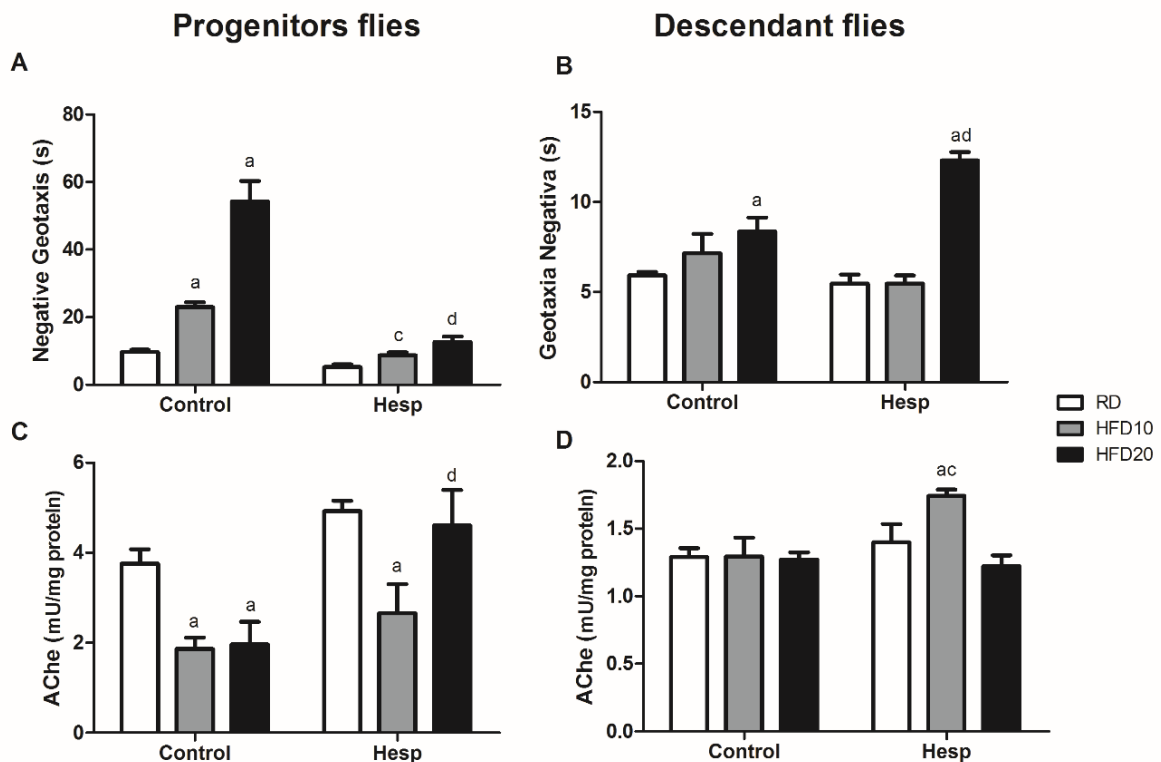 Progenitors flies
Descendant flies
A
Negative Geotaxis (s)
80
60
40
20
0
a
a
c
d
Control
Hesp
B
Geotaxia Negativa (s)
15
10
5
0
a
ad
Control
Hesp
RD
HFD10
HFD20
C
AChe (mU/mg protein)
6
4
2
0
a
a
a
d
Control
Hesp
D
AChe (mU/mg protein)
2.0
1.5
1.0
0.5
0.0
ac
Control
Hesp